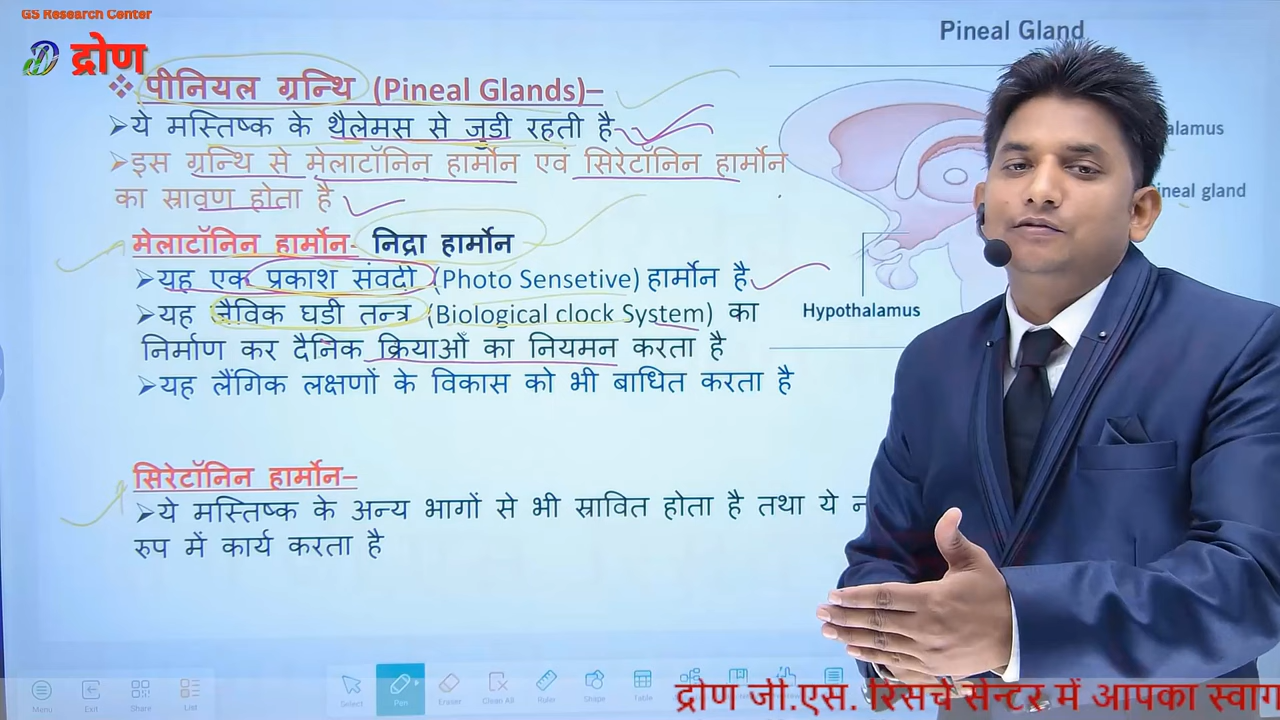 GS Research Center
द्रोण
Pineal Gland
❖ पीनियल ग्रन्थि (Pineal Glands)–
➢ये मस्तिष्क के थैलेमस से जुडी रहती है
➢इस ग्रन्थि से मेलाटॉनिन हार्मोन एवं सिरेटॉनिन हार्मोन
का स्रावण होता है
मेलाटॉनिन हार्मोन- निद्रा हार्मोन
➢यह एक प्रकाश संवदी (Photo Sensetive) हार्मोन है
➢यह जैविक घडी तन्त्र (Biological clock System) का
निर्माण कर दैनिक क्रियाओं का नियमन करता है
➢यह लैंगिक लक्षणों के विकास को भी बाधित करता है
सिरेटॉनिन हार्मोन–
➢ये मस्तिष्क के अन्य भागों से भी स्रावित होता है तथा ये
रुप में कार्य करता है
alamus
ineal gland
Hypothalamus
Menu Exit Share List Select Pen Eraser Clean All Ruler Shape Table
द्रोण जी.एस. रिसर्च सेन्टर में आपका स्वाग